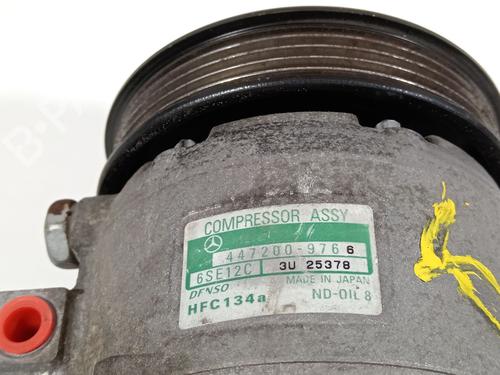 COMPRESSOR ASSY
447200-9766
6SE12C 3U 25378
DENSO MADE IN JAPAN
HFC134a ND-OIL 8